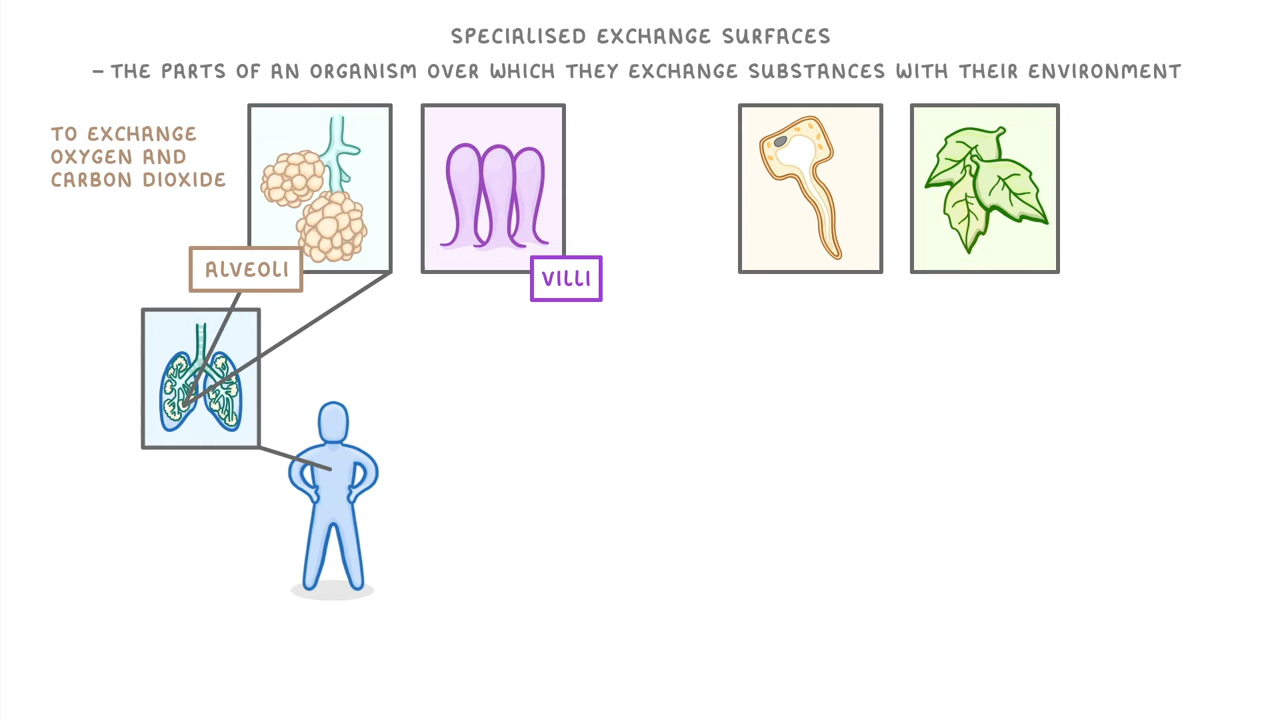 SPECIALISED EXCHANGE SURFACES
– THE PARTS OF AN ORGANISM OVER WHICH THEY EXCHANGE SUBSTANCES WITH THEIR ENVIRONMENT
TO EXCHANGE
OXYGEN AND
CARBON DIOXIDE
ALVEOLI
VILLI